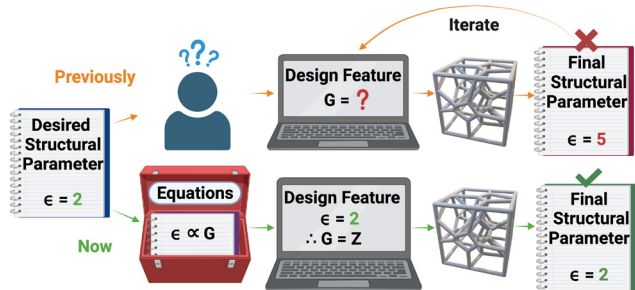 Iterate
Previously
???
Design Feature
G = ?
Final
Structural
Parameter
ϵ = 5
Desired
Structural
Parameter
ϵ = 2
Now
Equations
ϵ ∝ G
Design Feature
ϵ = 2
∴ G = Z
Final
Structural
Parameter
ϵ = 2